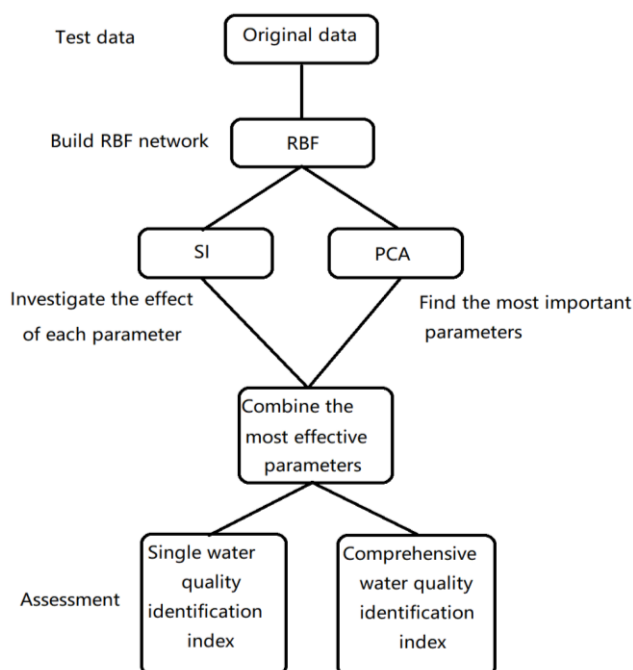 Test data
Original data
Build RBF network
RBF
SI
PCA
Investigate the effect
of each parameter
Find the most important
parameters
Combine the
most effective
parameters
Assessment
Single water
quality
identification
index
Comprehensive
water quality
identification
index